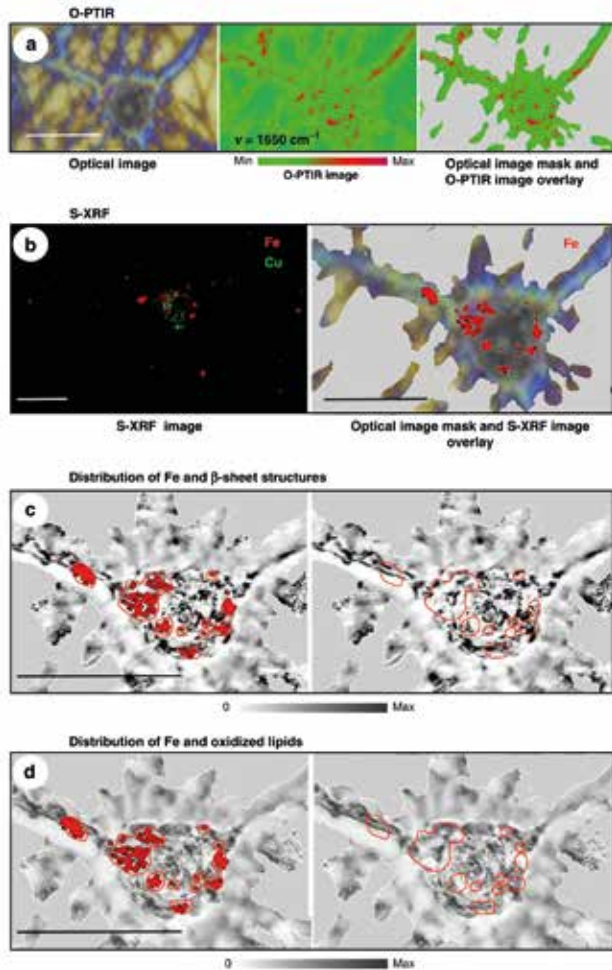 O-PTIR
a
ν = 1650 cm⁻¹
Optical image
Min
Max
O-PTIR image
Optical image mask and
O-PTIR image overlay
S-XRF
b
Fe
Cu
Fe
S-XRF image
Optical image mask and S-XRF image
overlay
Distribution of Fe and β-sheet structures
c
0
Max
Distribution of Fe and oxidized lipids
d
0
Max